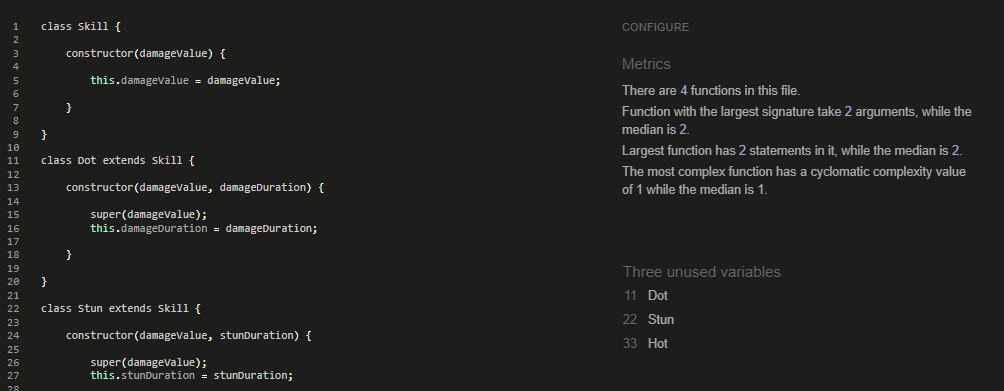 1 class Skill {
2
3 constructor(damageValue) {
4
5 this.damageValue = damageValue;
6
7 }
8
9 }
10
11 class Dot extends Skill {
12
13 constructor(damageValue, damageDuration) {
14
15 super(damageValue);
16 this.damageDuration = damageDuration;
17
18 }
19
20 }
21
22 class Stun extends Skill {
23
24 constructor(damageValue, stunDuration) {
25
26 super(damageValue);
27 this.stunDuration = stunDuration;
28
CONFIGURE
Metrics
There are 4 functions in this file.
Function with the largest signature take 2 arguments, while the
median is 2.
Largest function has 2 statements in it, while the median is 2.
The most complex function has a cyclomatic complexity value
of 1 while the median is 1.
Three unused variables
11 Dot
22 Stun
33 Hot